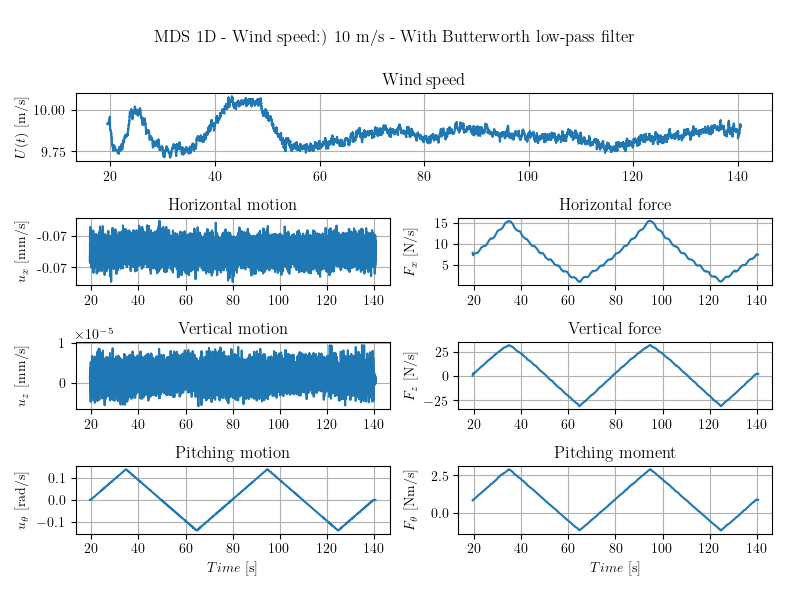 MDS 1D - Wind speed:) 10 m/s - With Butterworth low-pass filter
Wind speed
U(t) [m/s]
10.00
9.75
20 40 60 80 100 120 140
Horizontal motion
u_x [mm/s]
-0.07
-0.07
20 40 60 80 100 120 140
Horizontal force
F_x [N/s]
15
10
5
20 40 60 80 100 120 140
Vertical motion
×10⁻⁵
u_z [mm/s]
1
0
20 40 60 80 100 120 140
Vertical force
F_z [N/s]
25
0
−25
20 40 60 80 100 120 140
Pitching motion
u_θ [rad/s]
0.1
0.0
−0.1
20 40 60 80 100 120 140
Time [s]
Pitching moment
F_θ [Nm/s]
2.5
0.0
20 40 60 80 100 120 140
Time [s]